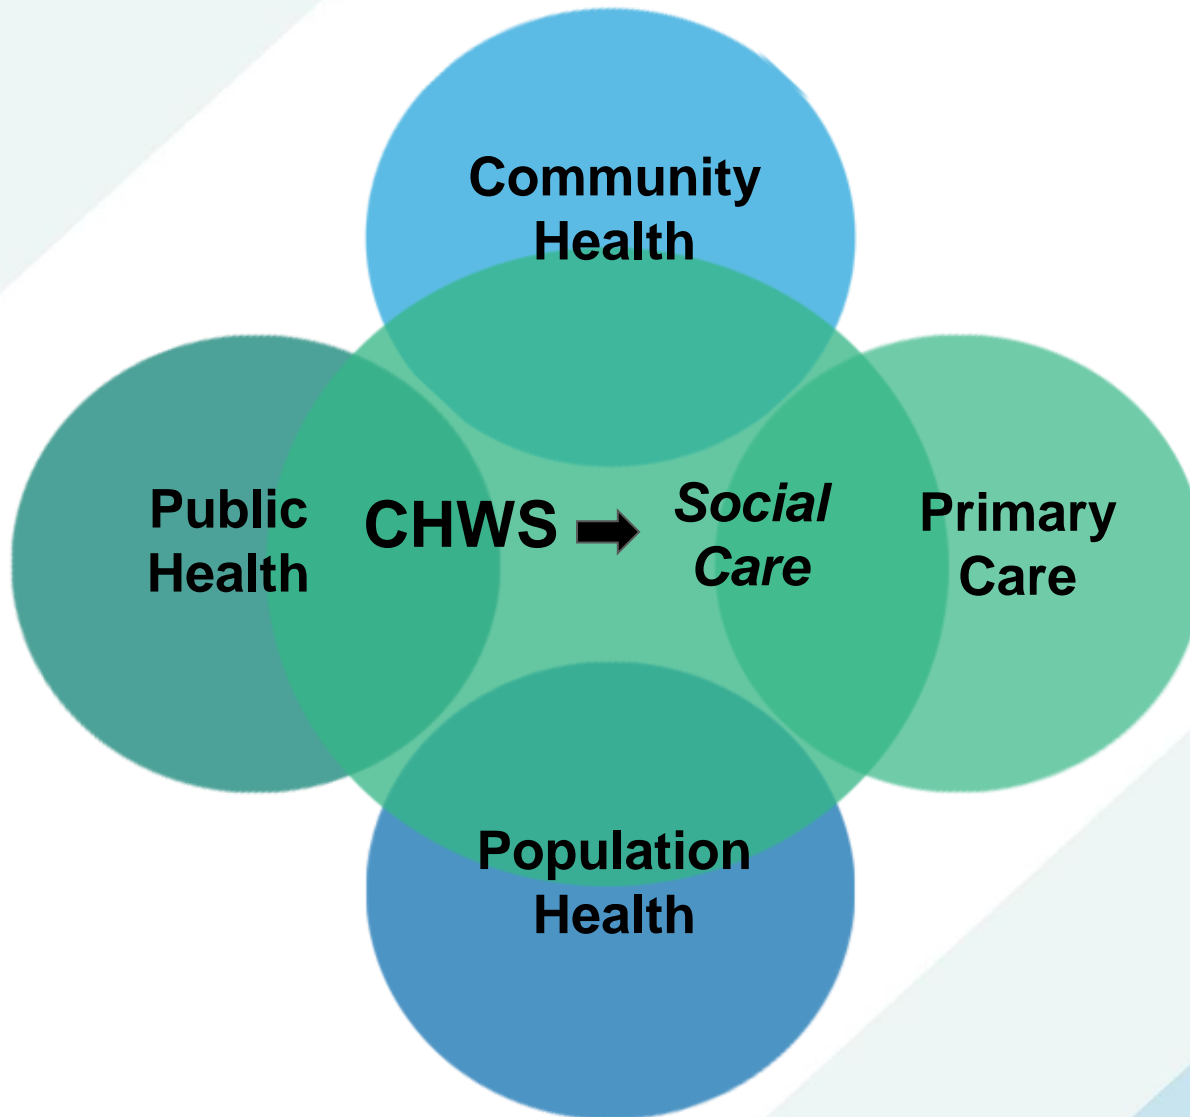 Community
Health
Public
Health
CHWS
Social
Care
Primary
Care
Population
Health